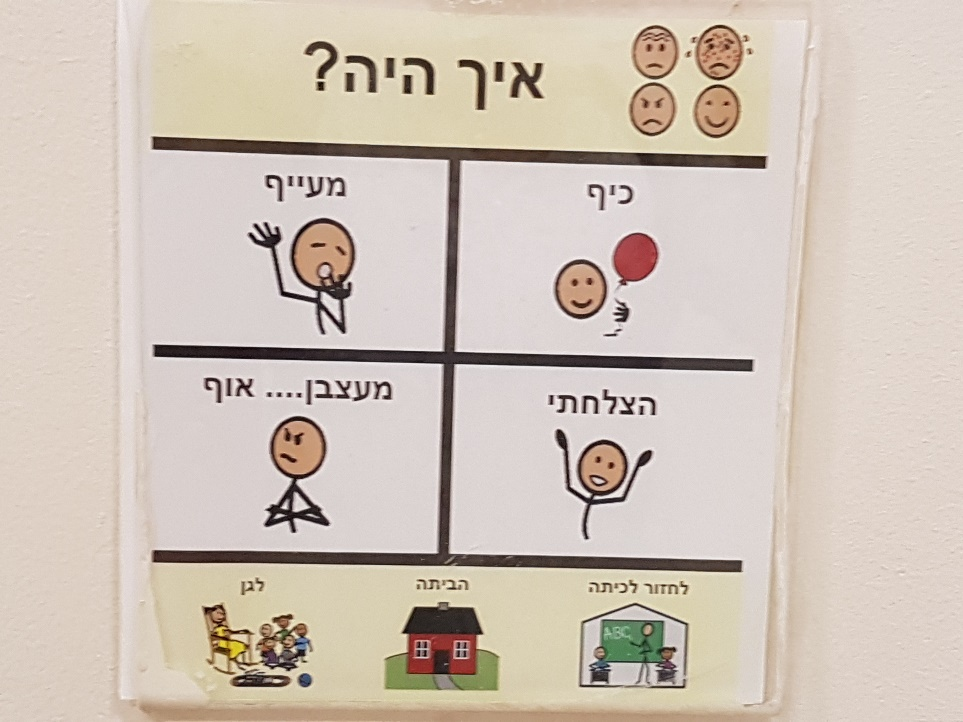 איך היה?
כיף
מעייף
הצלחתי
מעצבן.... אוף
לחזור לכיתה
הביתה
לגן
ABC